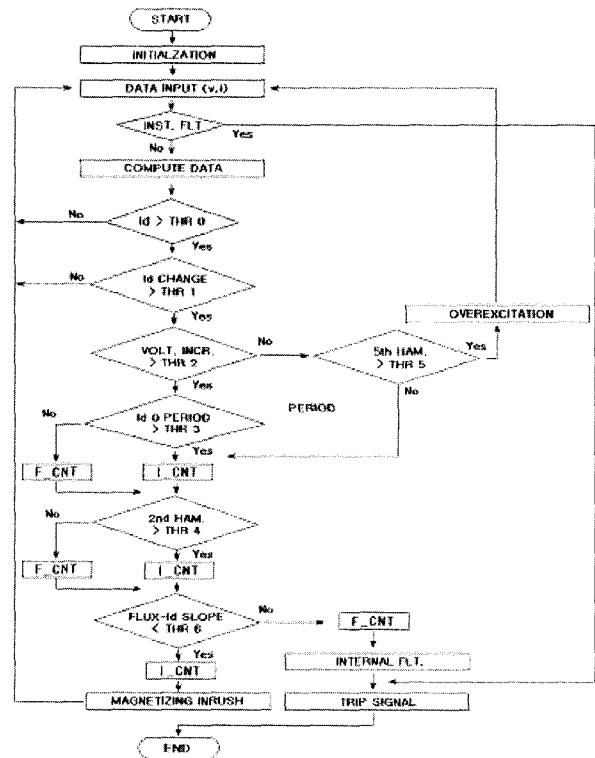 START
INITIALZATION
DATA INPUT (v,i)
INST. FLT
Yes
No
COMPUTE DATA
No
Id > THR 0
Yes
No
Id CHANGE
> THR 1
Yes
OVEREXCITATION
VOLT, INCR.
> THR 2
No
5th HAM.
> THR 5
Yes
Yes
No
Id 0 PERIOD
> THR 3
PERIOD
No
Yes
F_CNT
I_CNT
No
2nd HAM.
> THR 4
Yes
F_CNT
I_CNT
FLUX-Id SLOPE
< THR 6
No
F_CNT
Yes
INTERNAL FLT.
I_CNT
MAGNETIZING INRUSH
TRIP SIGNAL
END